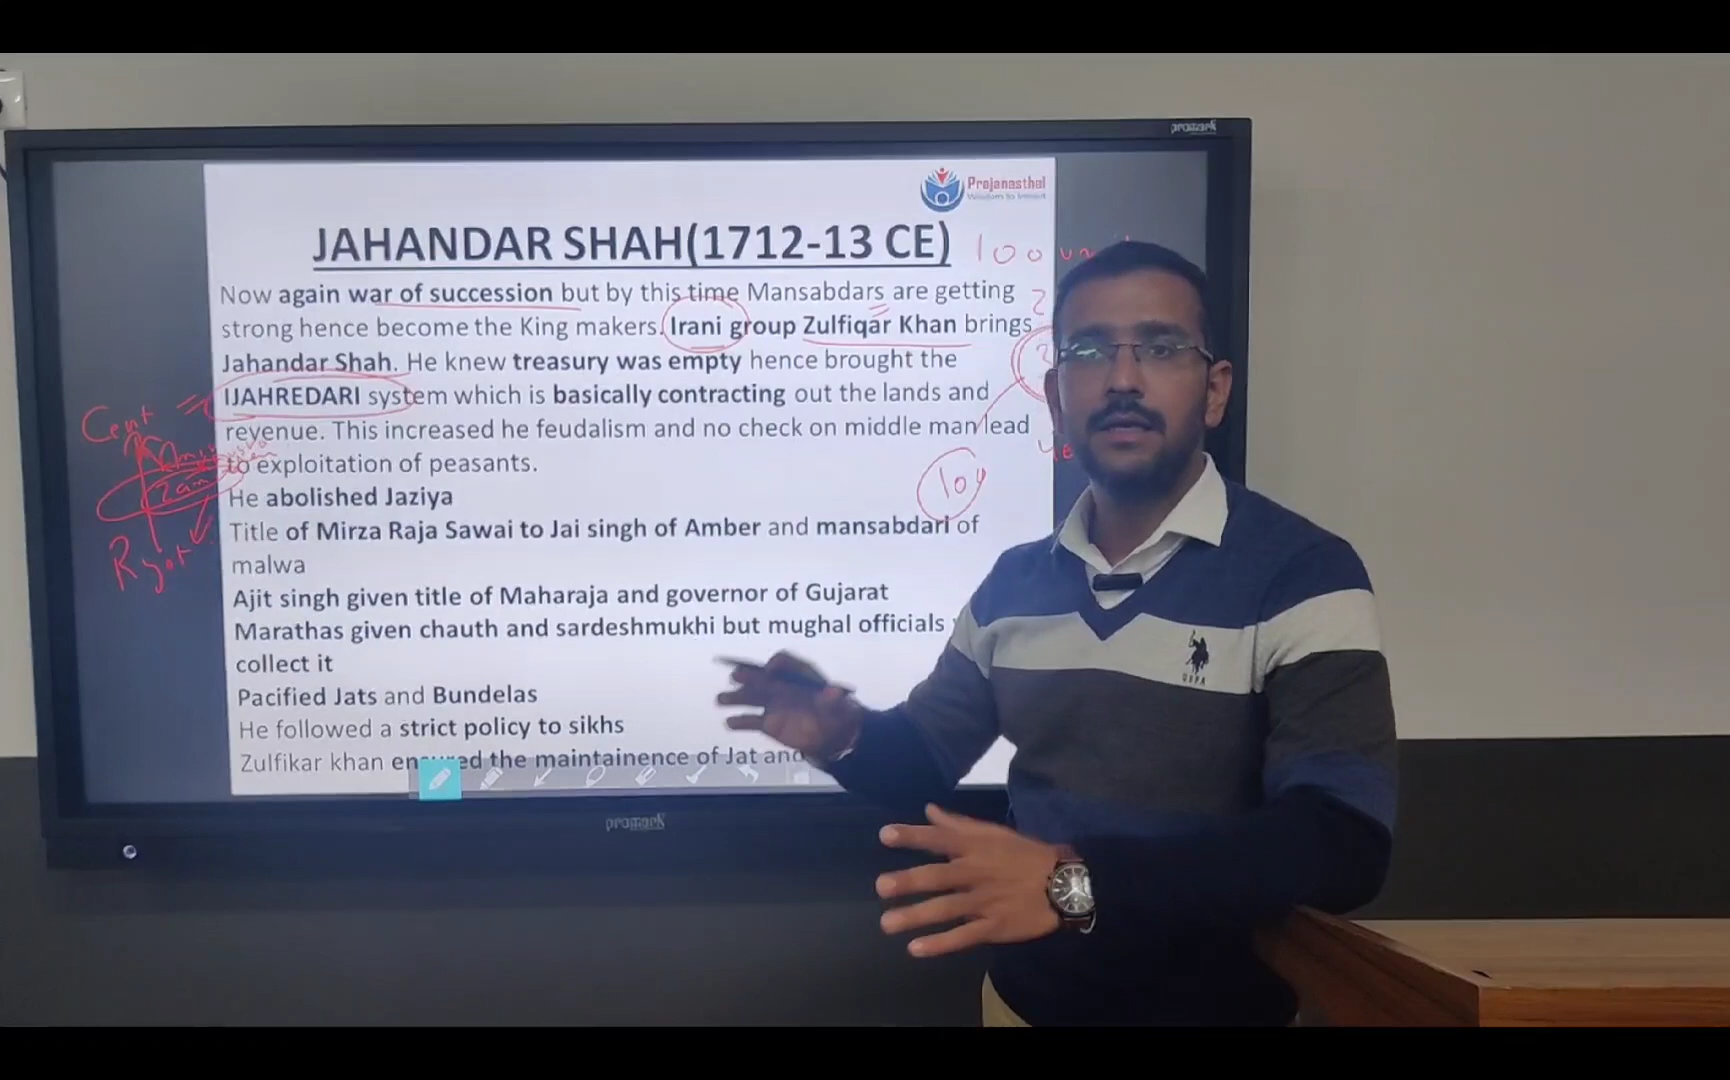 promark
Prajanasthal
JAHANDAR SHAH(1712-13 CE)
100
Now again war of succession but by this time Mansabdars are getting
strong hence become the King makers. Irani group Zulfiqar Khan brings
Jahandar Shah. He knew treasury was empty hence brought the
IJAHREDARI system which is basically contracting out the lands and
revenue. This increased he feudalism and no check on middle man lead
to exploitation of peasants.
He abolished Jaziya
Title of Mirza Raja Sawai to Jai singh of Amber and mansabdari of
malwa
Ajit singh given title of Maharaja and governor of Gujarat
Marathas given chauth and sardeshmukhi but mughal officials
collect it
Pacified Jats and Bundelas
He followed a strict policy to sikhs
Zulfikar khan ensured the maintainence of Jat and
Cent
Zam
Ryot
promark
USPA